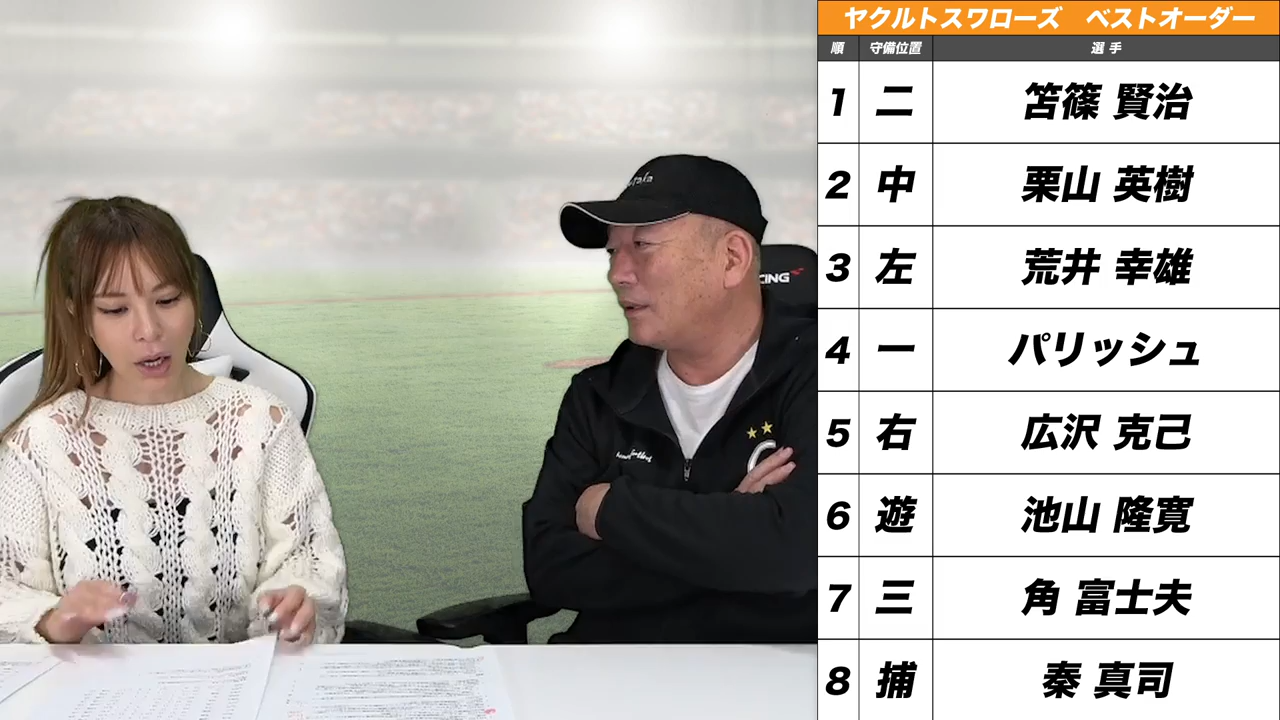 ヤクルトスワローズ ベストオーダー
順 守備位置 選手
1 二 笘篠 賢治
2 中 栗山 英樹
3 左 荒井 幸雄
4 一 パリッシュ
5 右 広沢 克己
6 遊 池山 隆寛
7 三 角 富士夫
8 捕 秦 真司
CING